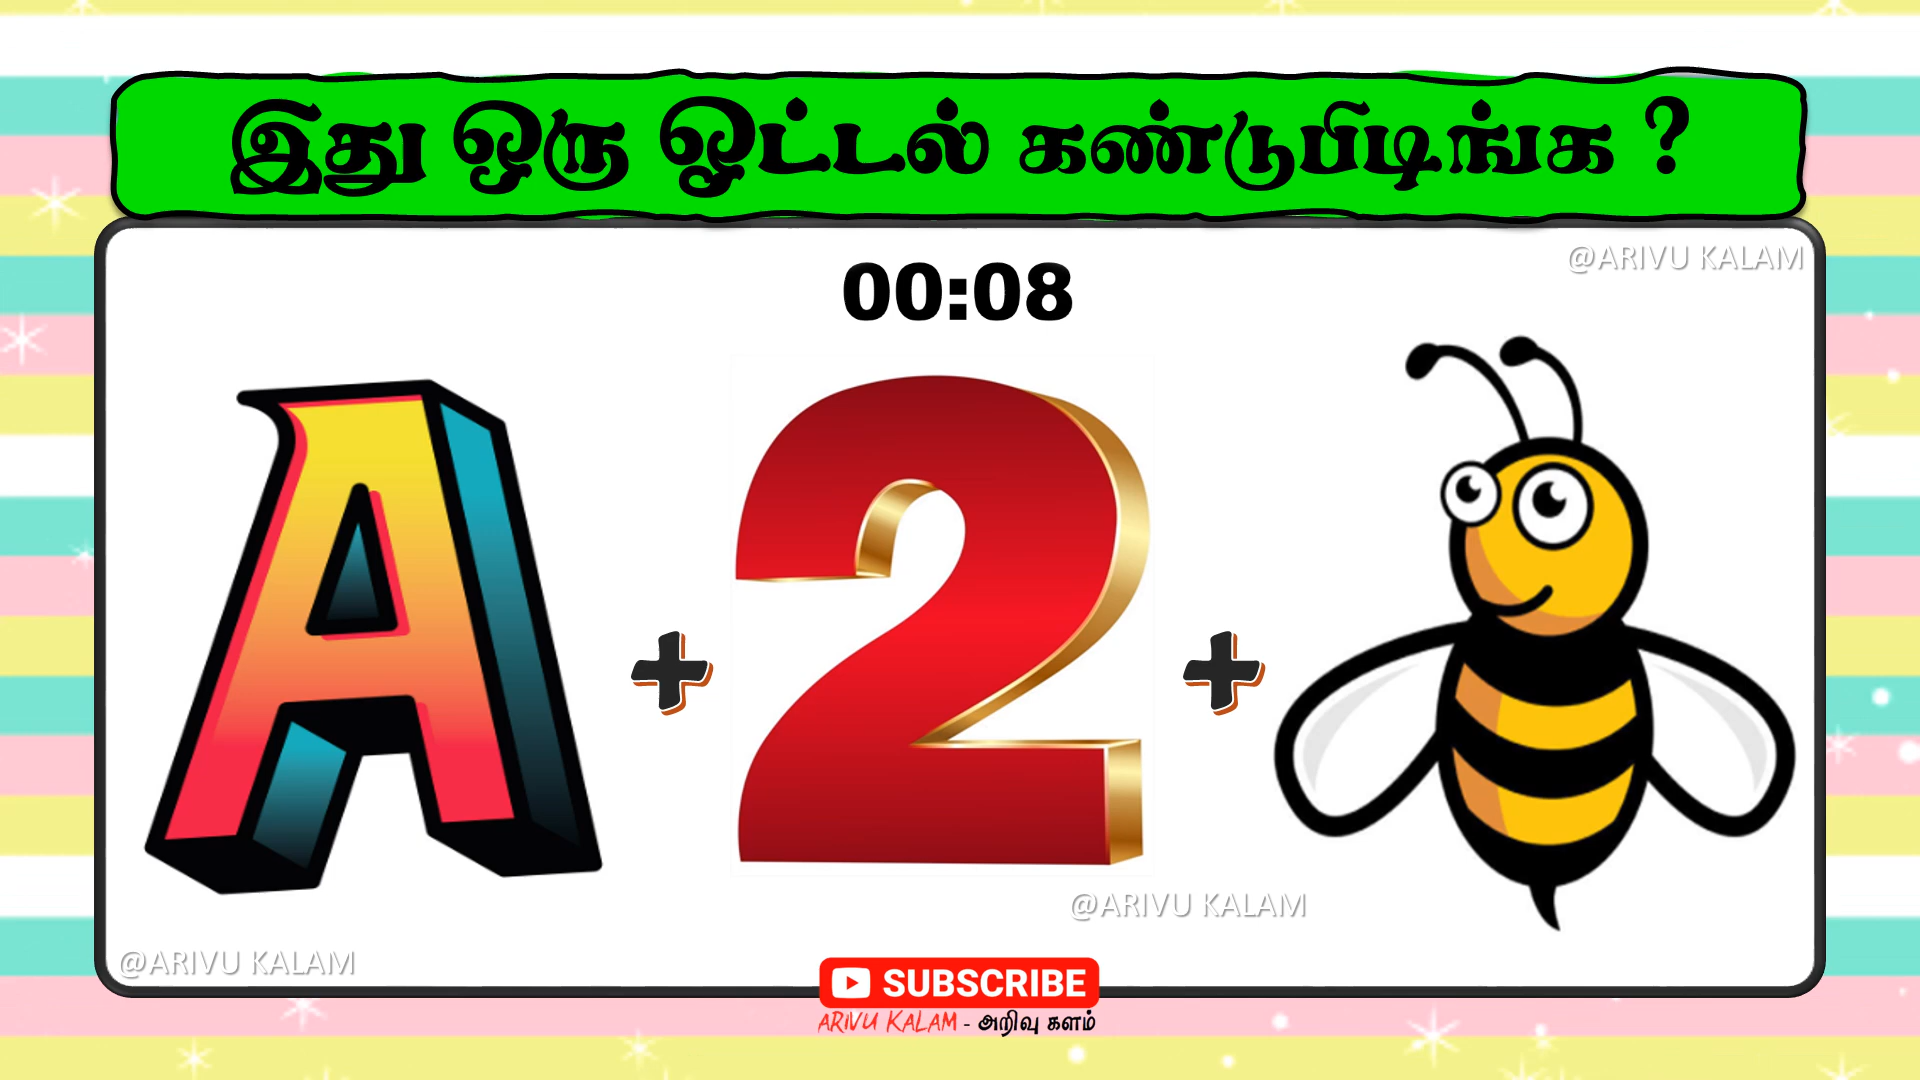 இது ஒரு ஓட்டல் கண்டுபிடிங்க ?
@ARIVU KALAM
00:08
A + 2 +
@ARIVU KALAM
@ARIVU KALAM
SUBSCRIBE
ARIVU KALAM - அறிவு களம்